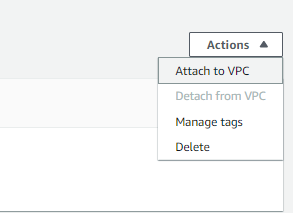 Actions
Attach to VPC
Detach from VPC
Manage tags
Delete